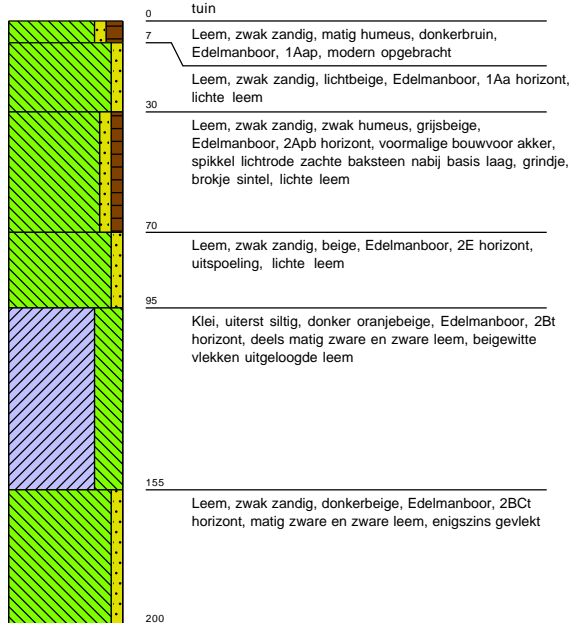 0
tuin
7
Leem, zwak zandig, matig humeus, donkerbruin,
Edelmanboor, 1Aap, modern opgebracht
Leem, zwak zandig, lichtbeige, Edelmanboor, 1Aa horizont,
lichte leem
30
Leem, zwak zandig, zwak humeus, grijsbeige,
Edelmanboor, 2Apb horizont, voormalige bouwvoor akker,
spikkel lichtrode zachte baksteen nabij basis laag, grindje,
brokje sintel, lichte leem
70
Leem, zwak zandig, beige, Edelmanboor, 2E horizont,
uitspoeling, lichte leem
95
Klei, uiterst siltig, donker oranjebeige, Edelmanboor, 2Bt
horizont, deels matig zware en zware leem, beigewitte
vlekken uitgeloogde leem
155
Leem, zwak zandig, donkerbeige, Edelmanboor, 2BCt
horizont, matig zware en zware leem, enigszins gevlekt
200